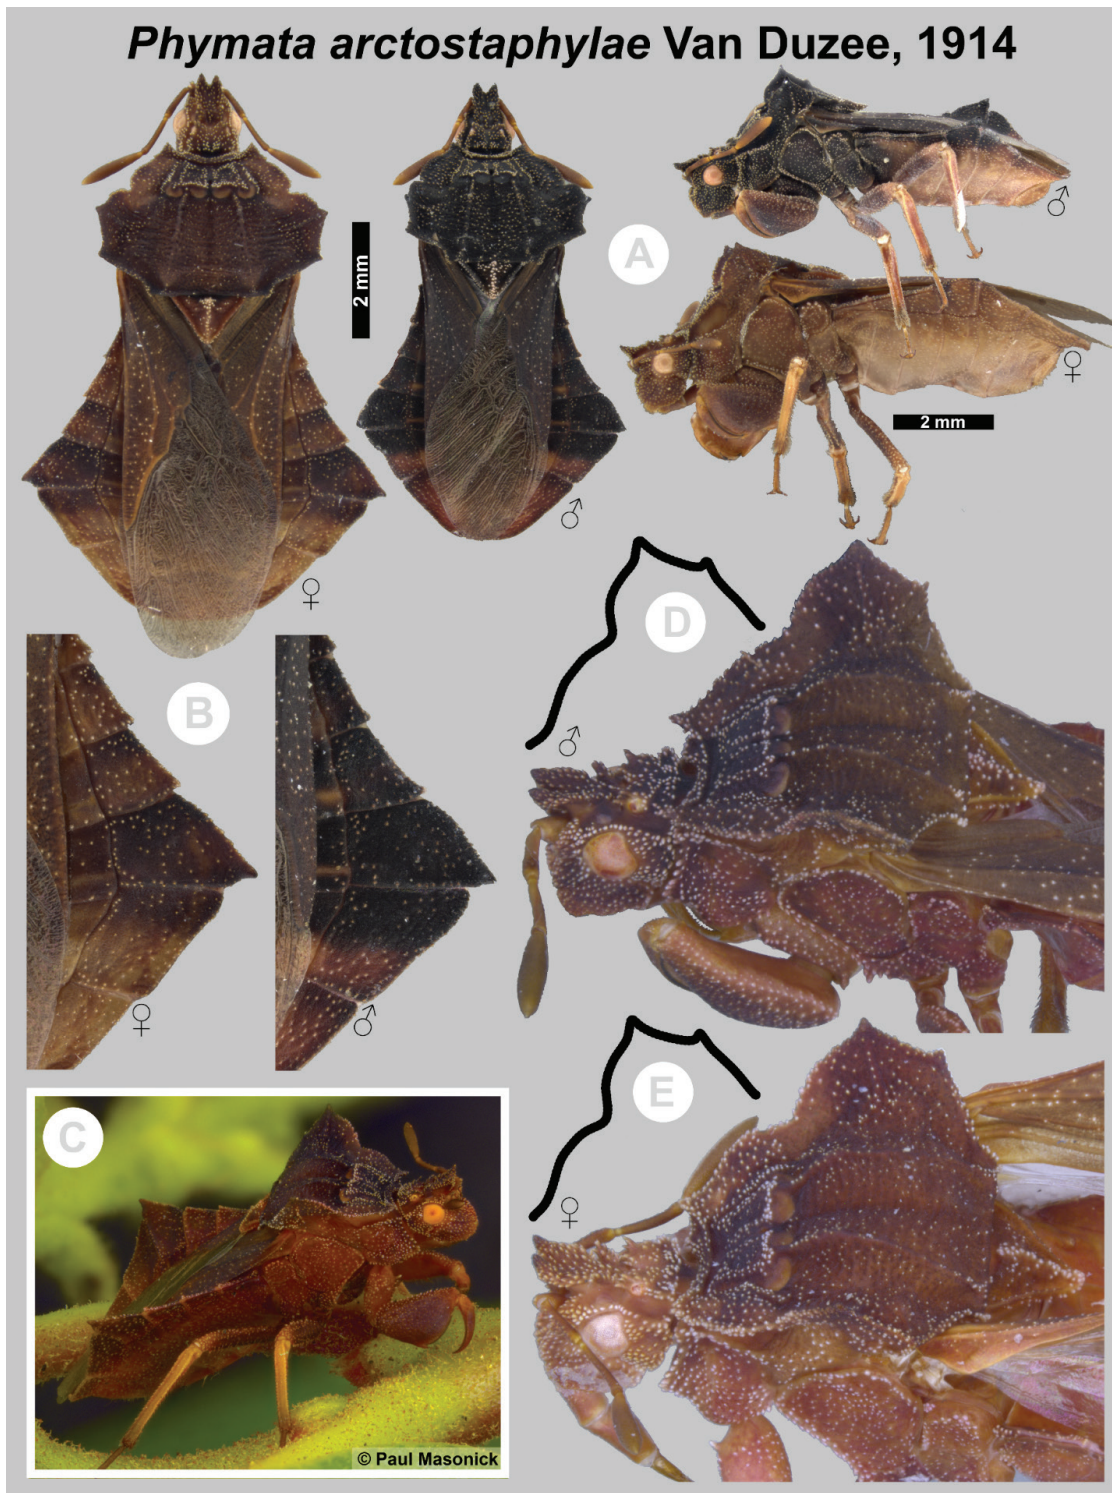 Phymata arctostaphylae Van Duzee, 1914
♂
A
2 mm
♀
2 mm
♂
♀
D
B
♂
♀
♂
E
C
♀
© Paul Masonick